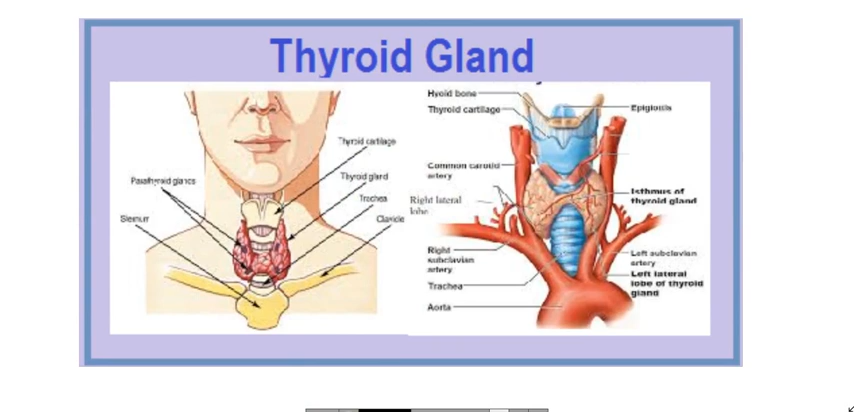 Thyroid Gland
Thyroid cartilage
Thyroid gland
Parathyroid glands
Trachea
Clavicle
Hyoid bone
Epiglottis
Thyroid cartilage
Common carotid
artery
Isthmus of
thyroid gland
Right lateral
lobe
Right
subclavian
artery
Left subclavian
artery
Trachea
Left lateral
lobe of thyroid
gland
Aorta